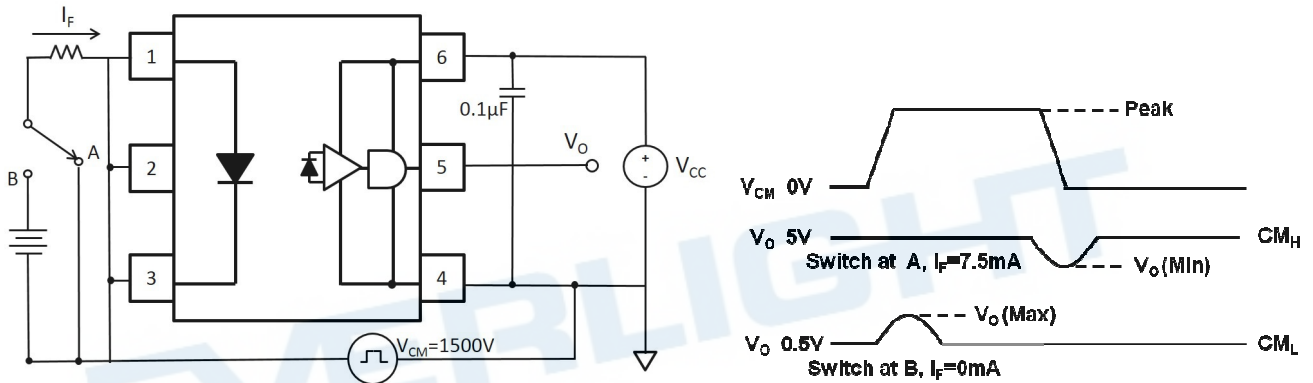 I_F
1
6
0.1µF
A
2
V_O
5
V_CC
+
-
B
3
4
V_CM=1500V
EVERLIGHT
Peak
V_CM 0V
V_O 5V
CM_H
Switch at A, I_F=7.5mA
V_O(Min)
V_O(Max)
V_O 0.5V
CM_L
Switch at B, I_F=0mA